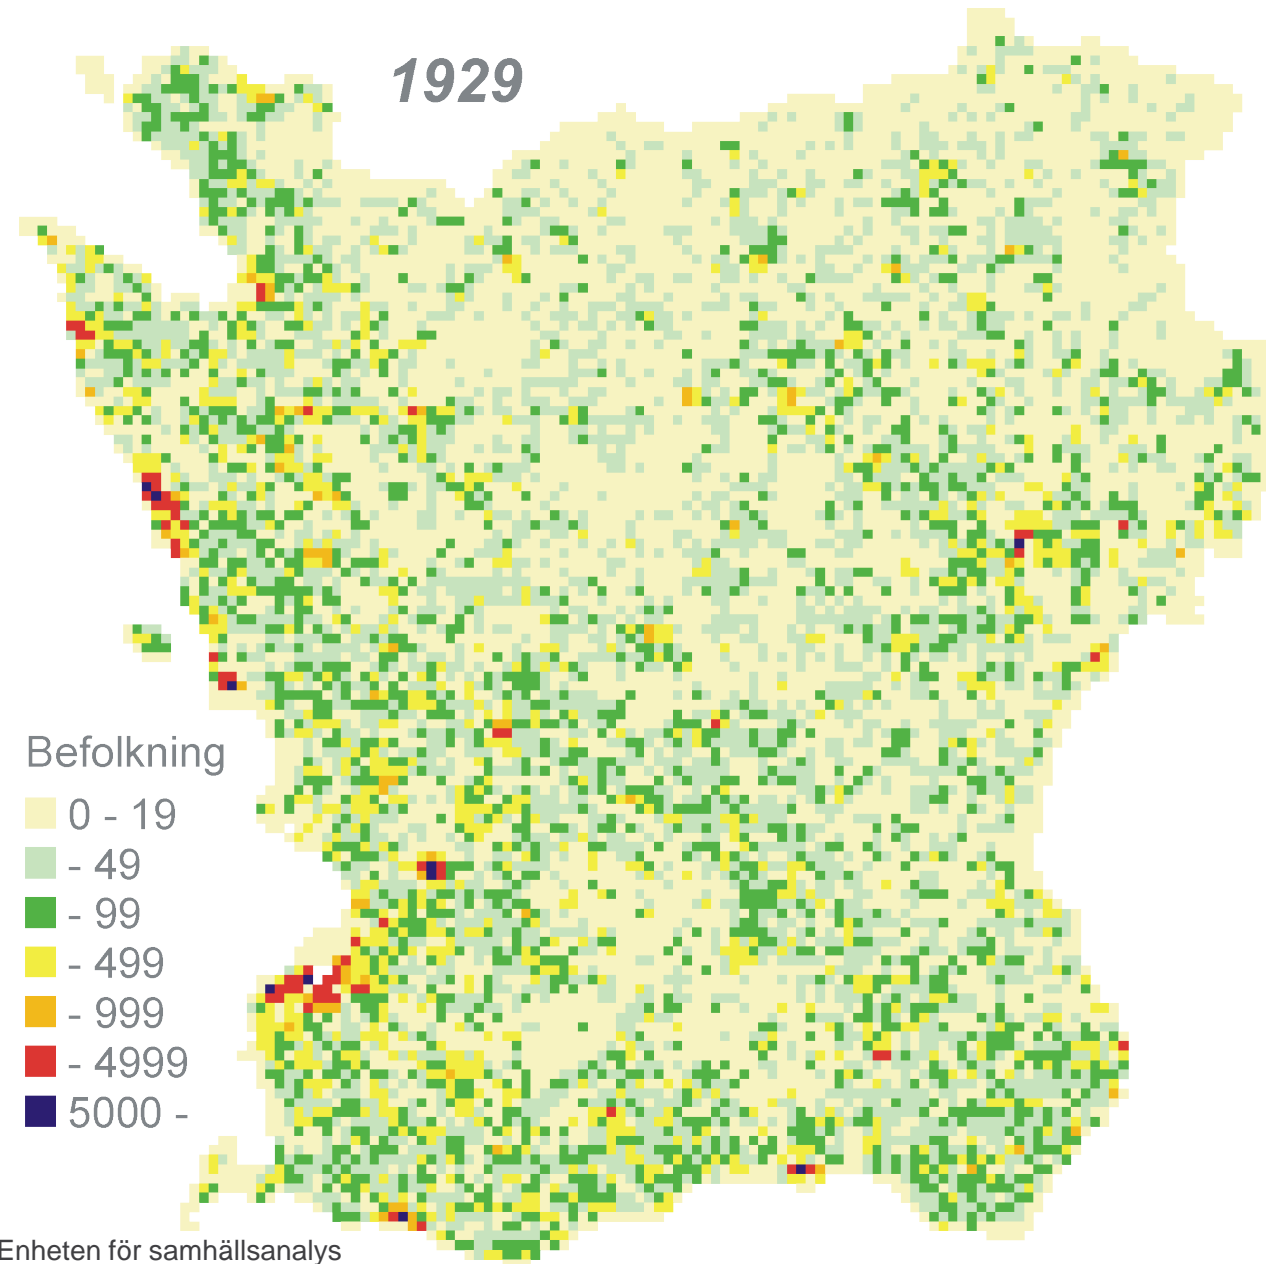 1929
Befolkning
0 - 19
- 49
- 99
- 499
- 999
- 4999
5000 -
Enheten för samhällsanalys